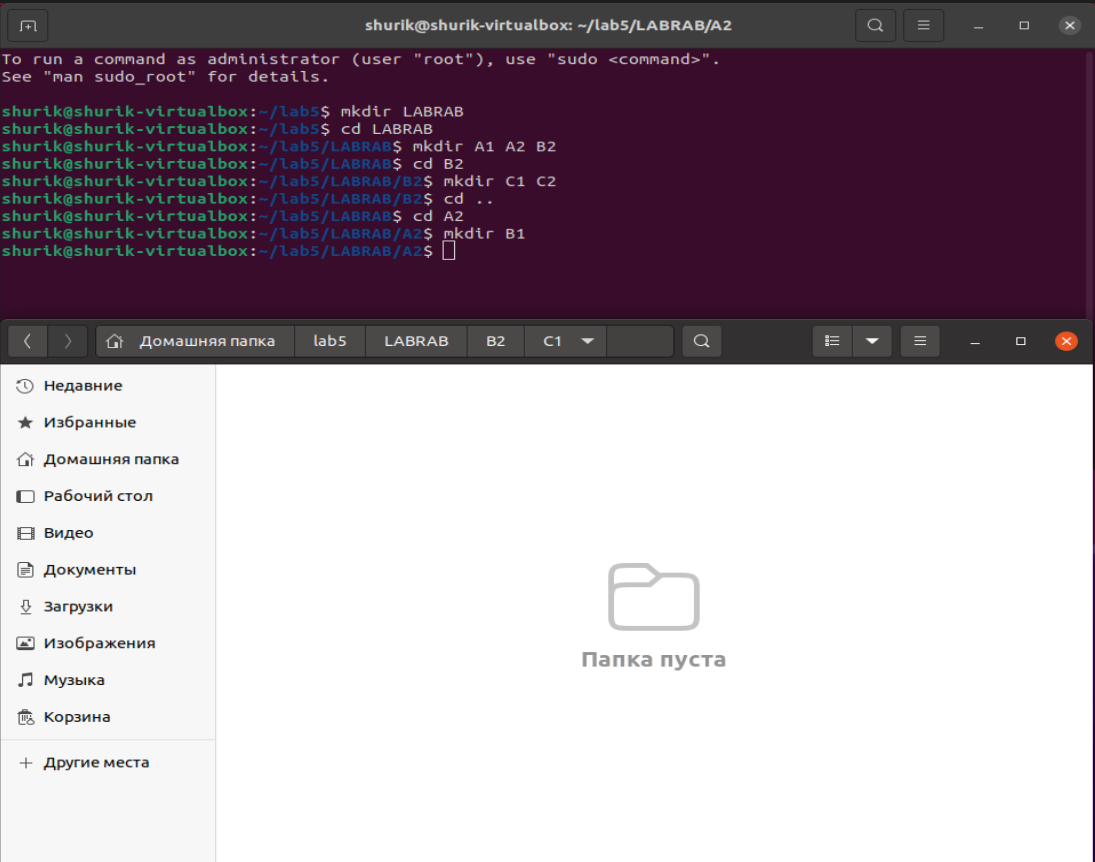 shurik@shurik-virtualbox: ~/lab5/LABRAB/A2
To run a command as administrator (user "root"), use "sudo <command>".
See "man sudo_root" for details.
shurik@shurik-virtualbox:~/lab5$ mkdir LABRAB
shurik@shurik-virtualbox:~/lab5$ cd LABRAB
shurik@shurik-virtualbox:~/lab5/LABRAB$ mkdir A1 A2 B2
shurik@shurik-virtualbox:~/lab5/LABRAB$ cd B2
shurik@shurik-virtualbox:~/lab5/LABRAB/B2$ mkdir C1 C2
shurik@shurik-virtualbox:~/lab5/LABRAB/B2$ cd ..
shurik@shurik-virtualbox:~/lab5/LABRAB$ cd A2
shurik@shurik-virtualbox:~/lab5/LABRAB/A2$ mkdir B1
shurik@shurik-virtualbox:~/lab5/LABRAB/A2$
Домашняя папка lab5 LABRAB B2 C1
Недавние
Избранные
Домашняя папка
Рабочий стол
Видео
Документы
Загрузки
Изображения
Музыка
Корзина
Другие места
Папка пуста